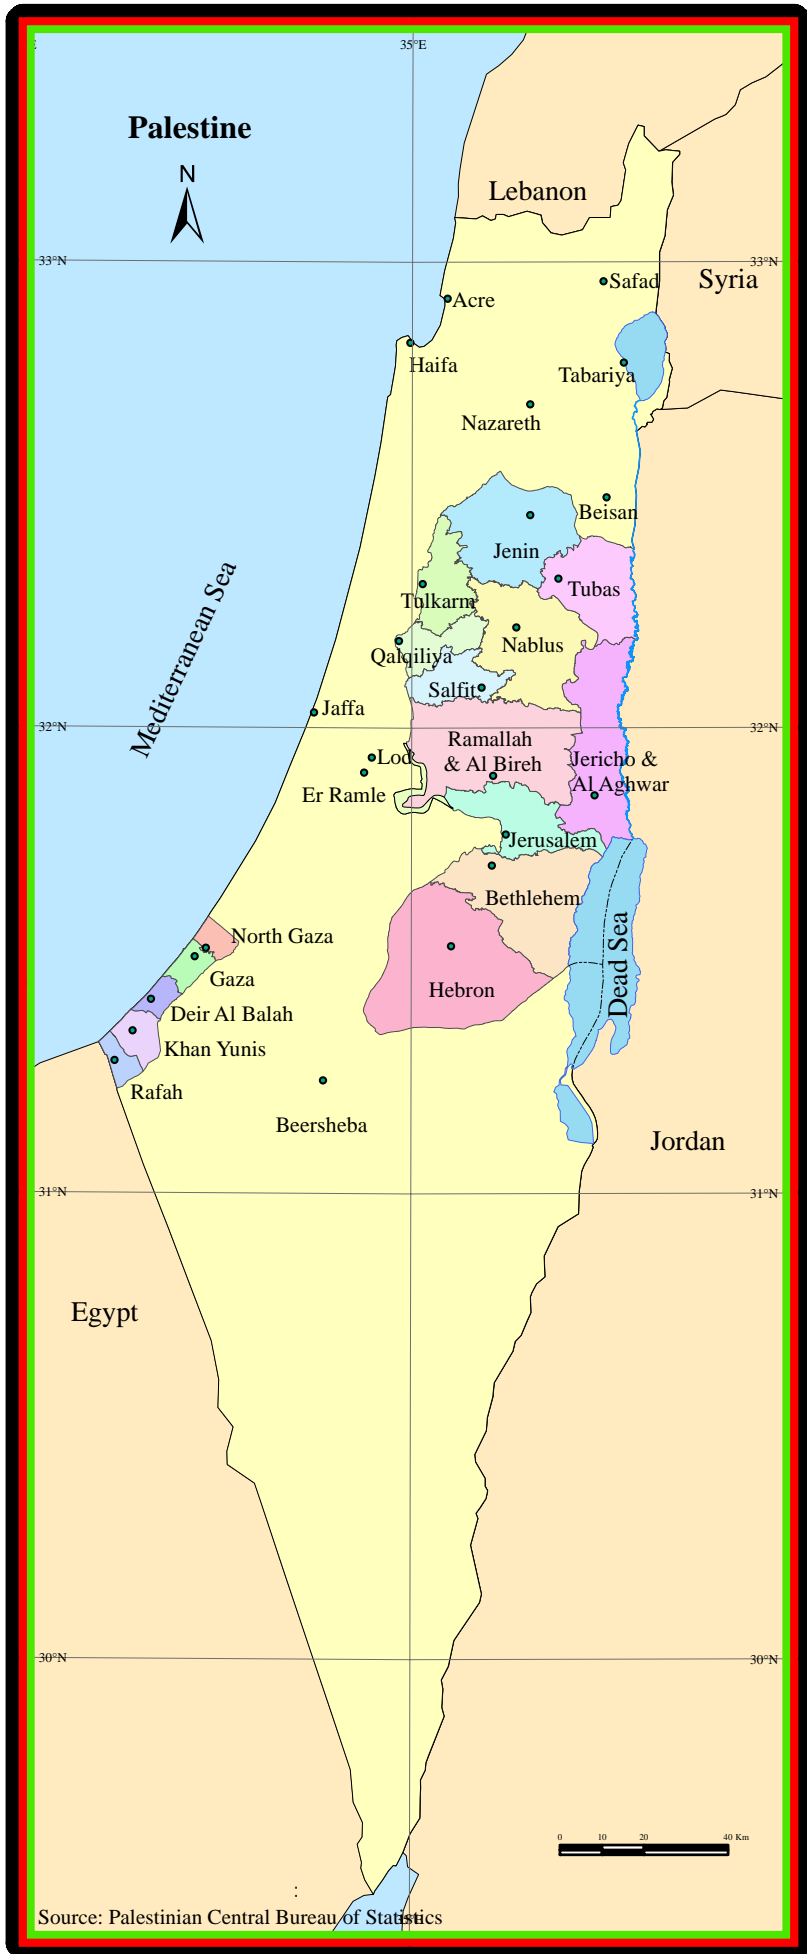 35°E
Palestine
N
Lebanon
33°N
33°N
Syria
Safad
Acre
Haifa
Tabariya
Nazareth
Beisan
Jenin
Tubas
Tulkarm
Nablus
Qalqiliya
Salfit
Mediterranean Sea
Jaffa
32°N
32°N
Ramallah
& Al Bireh
Lod
Jericho &
Al Aghwar
Er Ramle
Jerusalem
Bethlehem
North Gaza
Dead Sea
Gaza
Hebron
Deir Al Balah
Khan Yunis
Rafah
Beersheba
Jordan
31°N
31°N
Egypt
30°N
30°N
0 10 20 40 Km
:
Source: Palestinian Central Bureau of Statistics